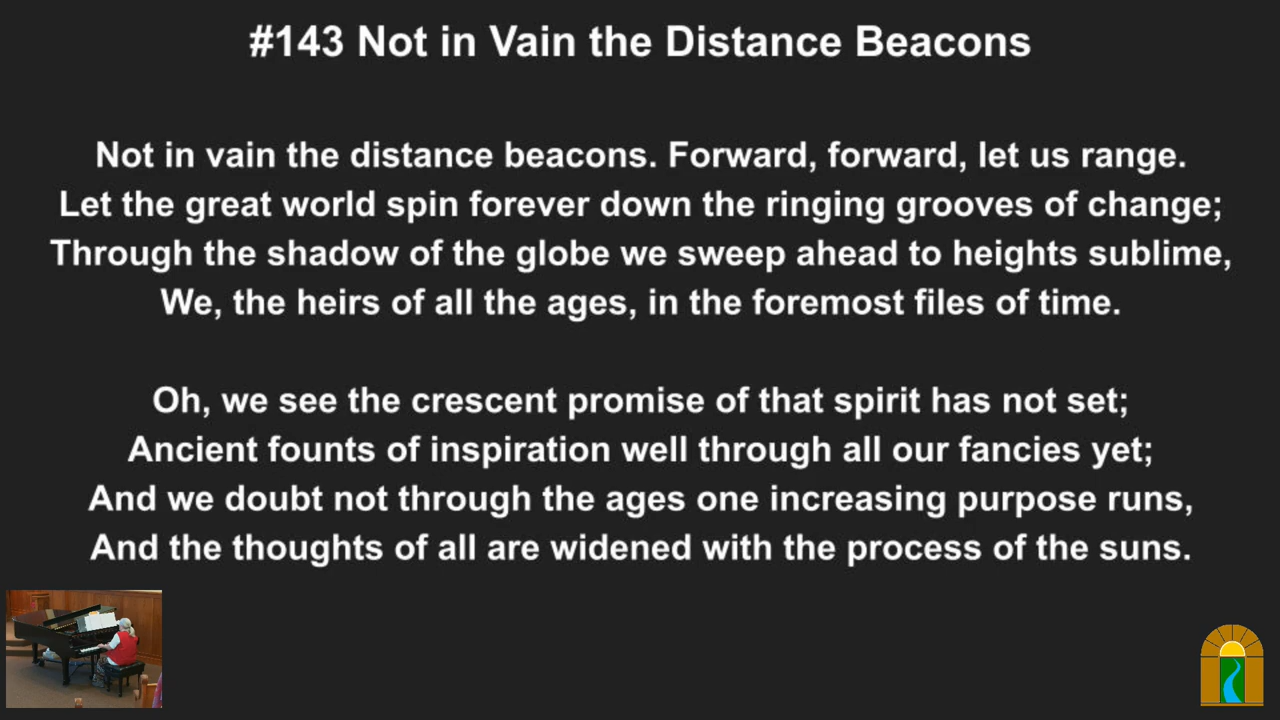 #143 Not in Vain the Distance Beacons
Not in vain the distance beacons. Forward, forward, let us range.
Let the great world spin forever down the ringing grooves of change;
Through the shadow of the globe we sweep ahead to heights sublime,
We, the heirs of all the ages, in the foremost files of time.
Oh, we see the crescent promise of that spirit has not set;
Ancient founts of inspiration well through all our fancies yet;
And we doubt not through the ages one increasing purpose runs,
And the thoughts of all are widened with the process of the suns.